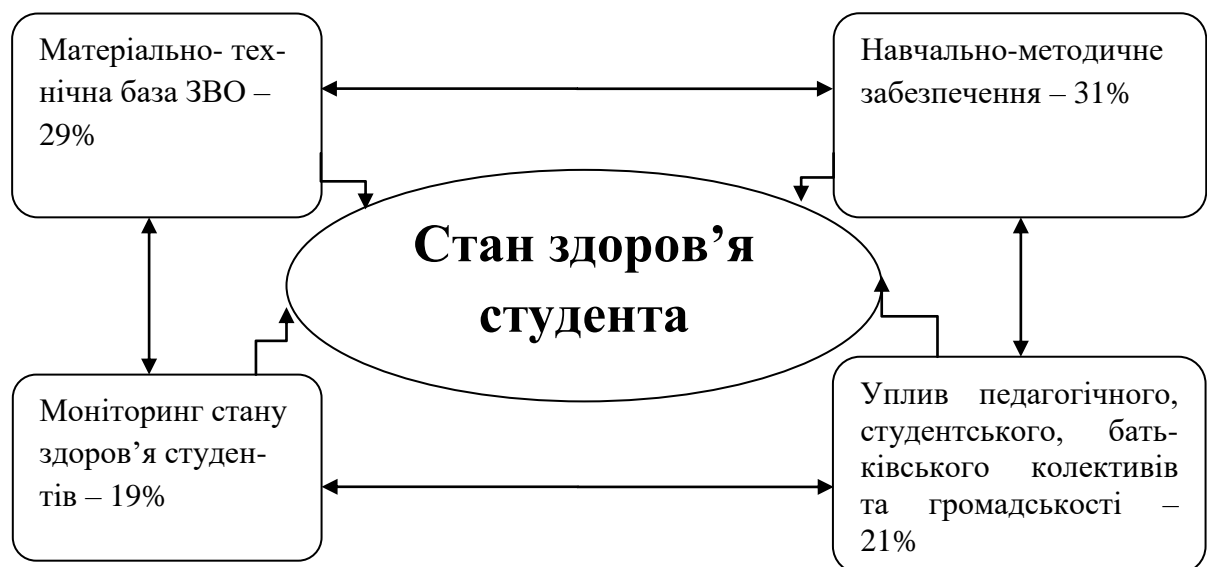 Матеріально- тех-
нічна база ЗВО –
29%
Навчально-методичне
забезпечення – 31%
Стан здоров’я
студента
Моніторинг стану
здоров’я студен-
тів – 19%
Уплив педагогічного,
студентського, бать-
ківського колективів
та громадськості –
21%